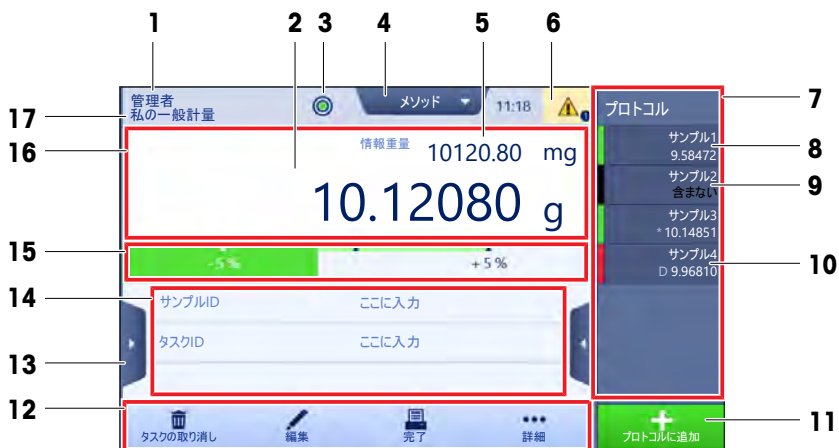 1
2
3
4
5
6
管理者
私の一般計量
メソッド
11:18
プロトコル
7
17
16
情報重量 10120.80 mg
10.12080 g
サンプル1
9.58472
8
サンプル2
含まない
9
サンプル3
*10.14851
サンプル4
D 9.96810
10
15
-5 %
+5 %
14
サンプルID ここに入力
タスクID ここに入力
13
12
タスクの取り消し
編集
完了
詳細
プロトコルに追加
11